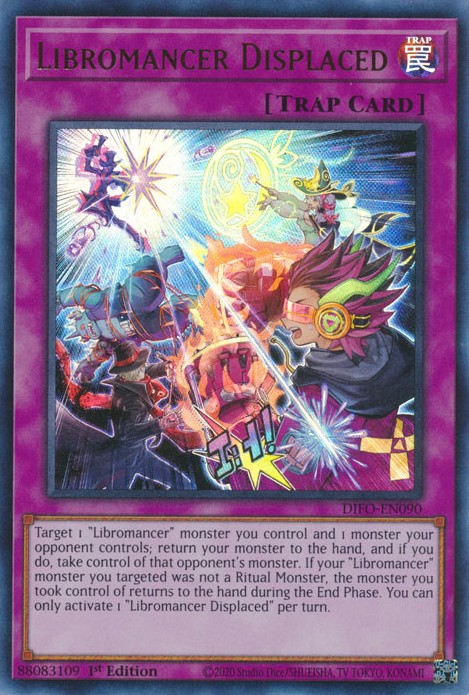 LIBROMANCER DISPLACED
TRAP
罠
[TRAP CARD]
DIFO-EN090
Target 1 "Libromancer" monster you control and 1 monster your
opponent controls; return your monster to the hand, and if you
do, take control of that opponent's monster. If your "Libromancer"
monster you targeted was not a Ritual Monster, the monster you
took control of returns to the hand during the End Phase. You can
only activate 1 "Libromancer Displaced" per turn.
88083109 1st Edition
©2020 Studio Dice/SHUEISHA, TV TOKYO, KONAMI